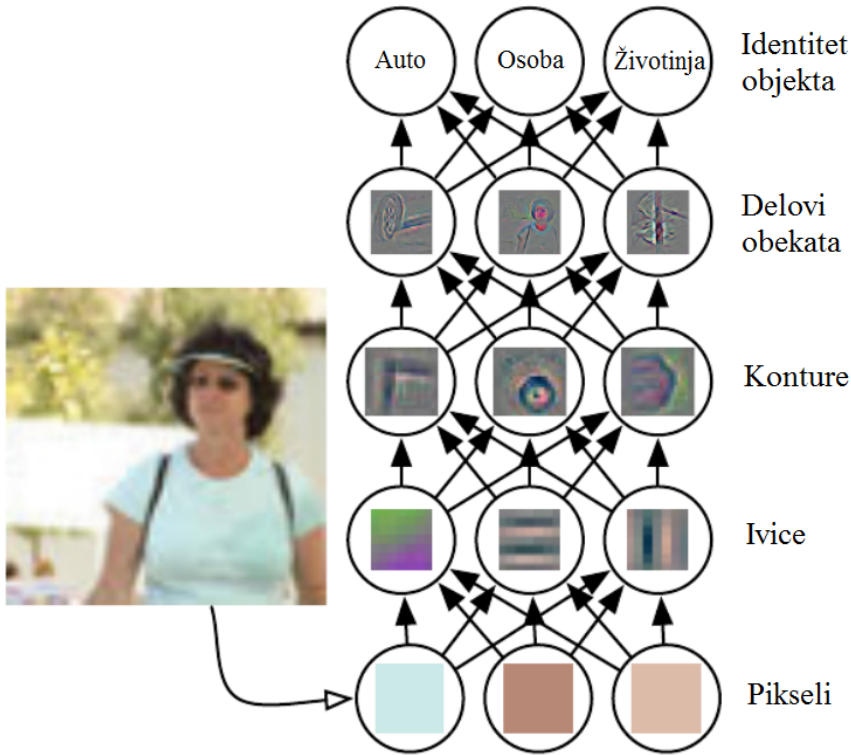 Auto
Osoba
Životinja
Identitet
objekta
Delovi
obekata
Konture
Ivice
Pikseli